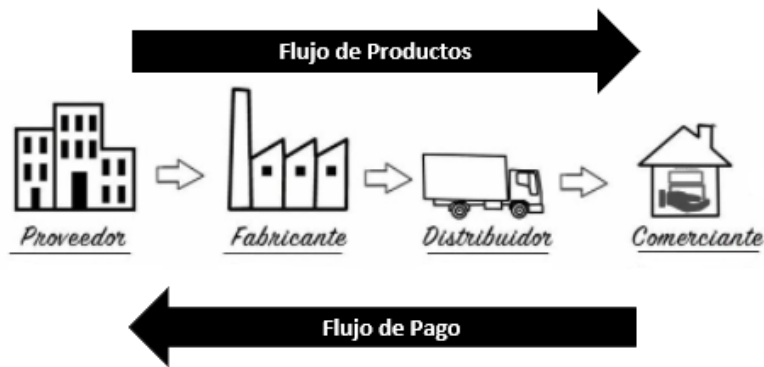 Flujo de Productos
Proveedor
Fabricante
Distribuidor
Comerciante
Flujo de Pago